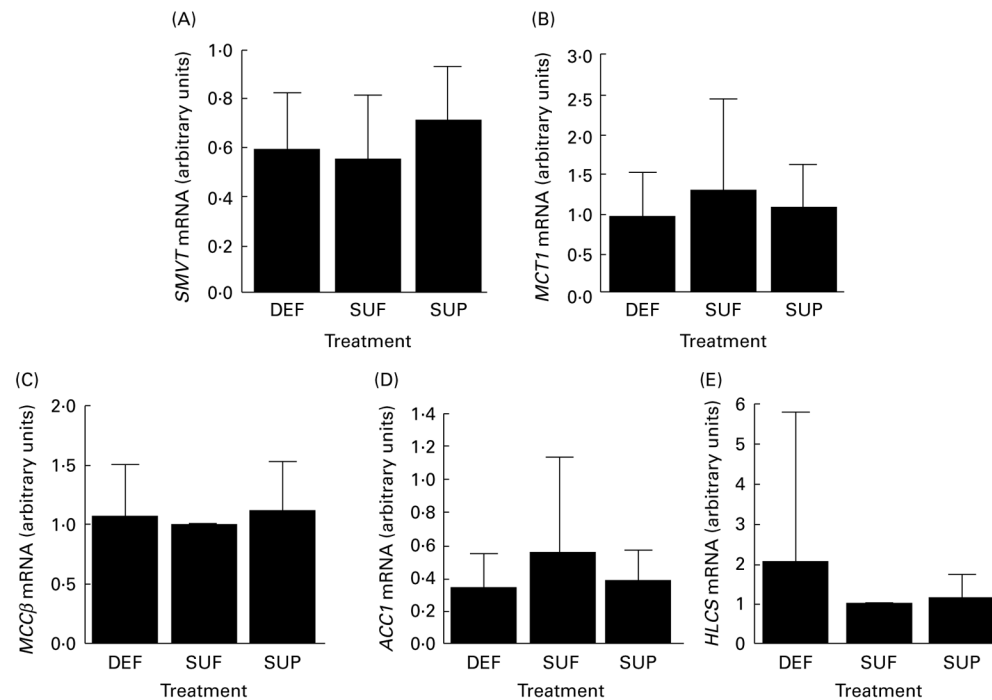 (A)
SMVT mRNA (arbitrary units)
1·0
0·8
0·6
0·4
0·2
0·0
DEF SUF SUP
Treatment
(B)
MCT1 mRNA (arbitrary units)
3·0
2·5
2·0
1·5
1·0
0·5
0·0
DEF SUF SUP
Treatment
(C)
MCCβ mRNA (arbitrary units)
2·0
1·5
1·0
0·5
0·0
DEF SUF SUP
Treatment
(D)
ACC1 mRNA (arbitrary units)
1·4
1·2
1·0
0·8
0·6
0·4
0·2
0·0
DEF SUF SUP
Treatment
(E)
HLCS mRNA (arbitrary units)
6
5
4
3
2
1
0
DEF SUF SUP
Treatment